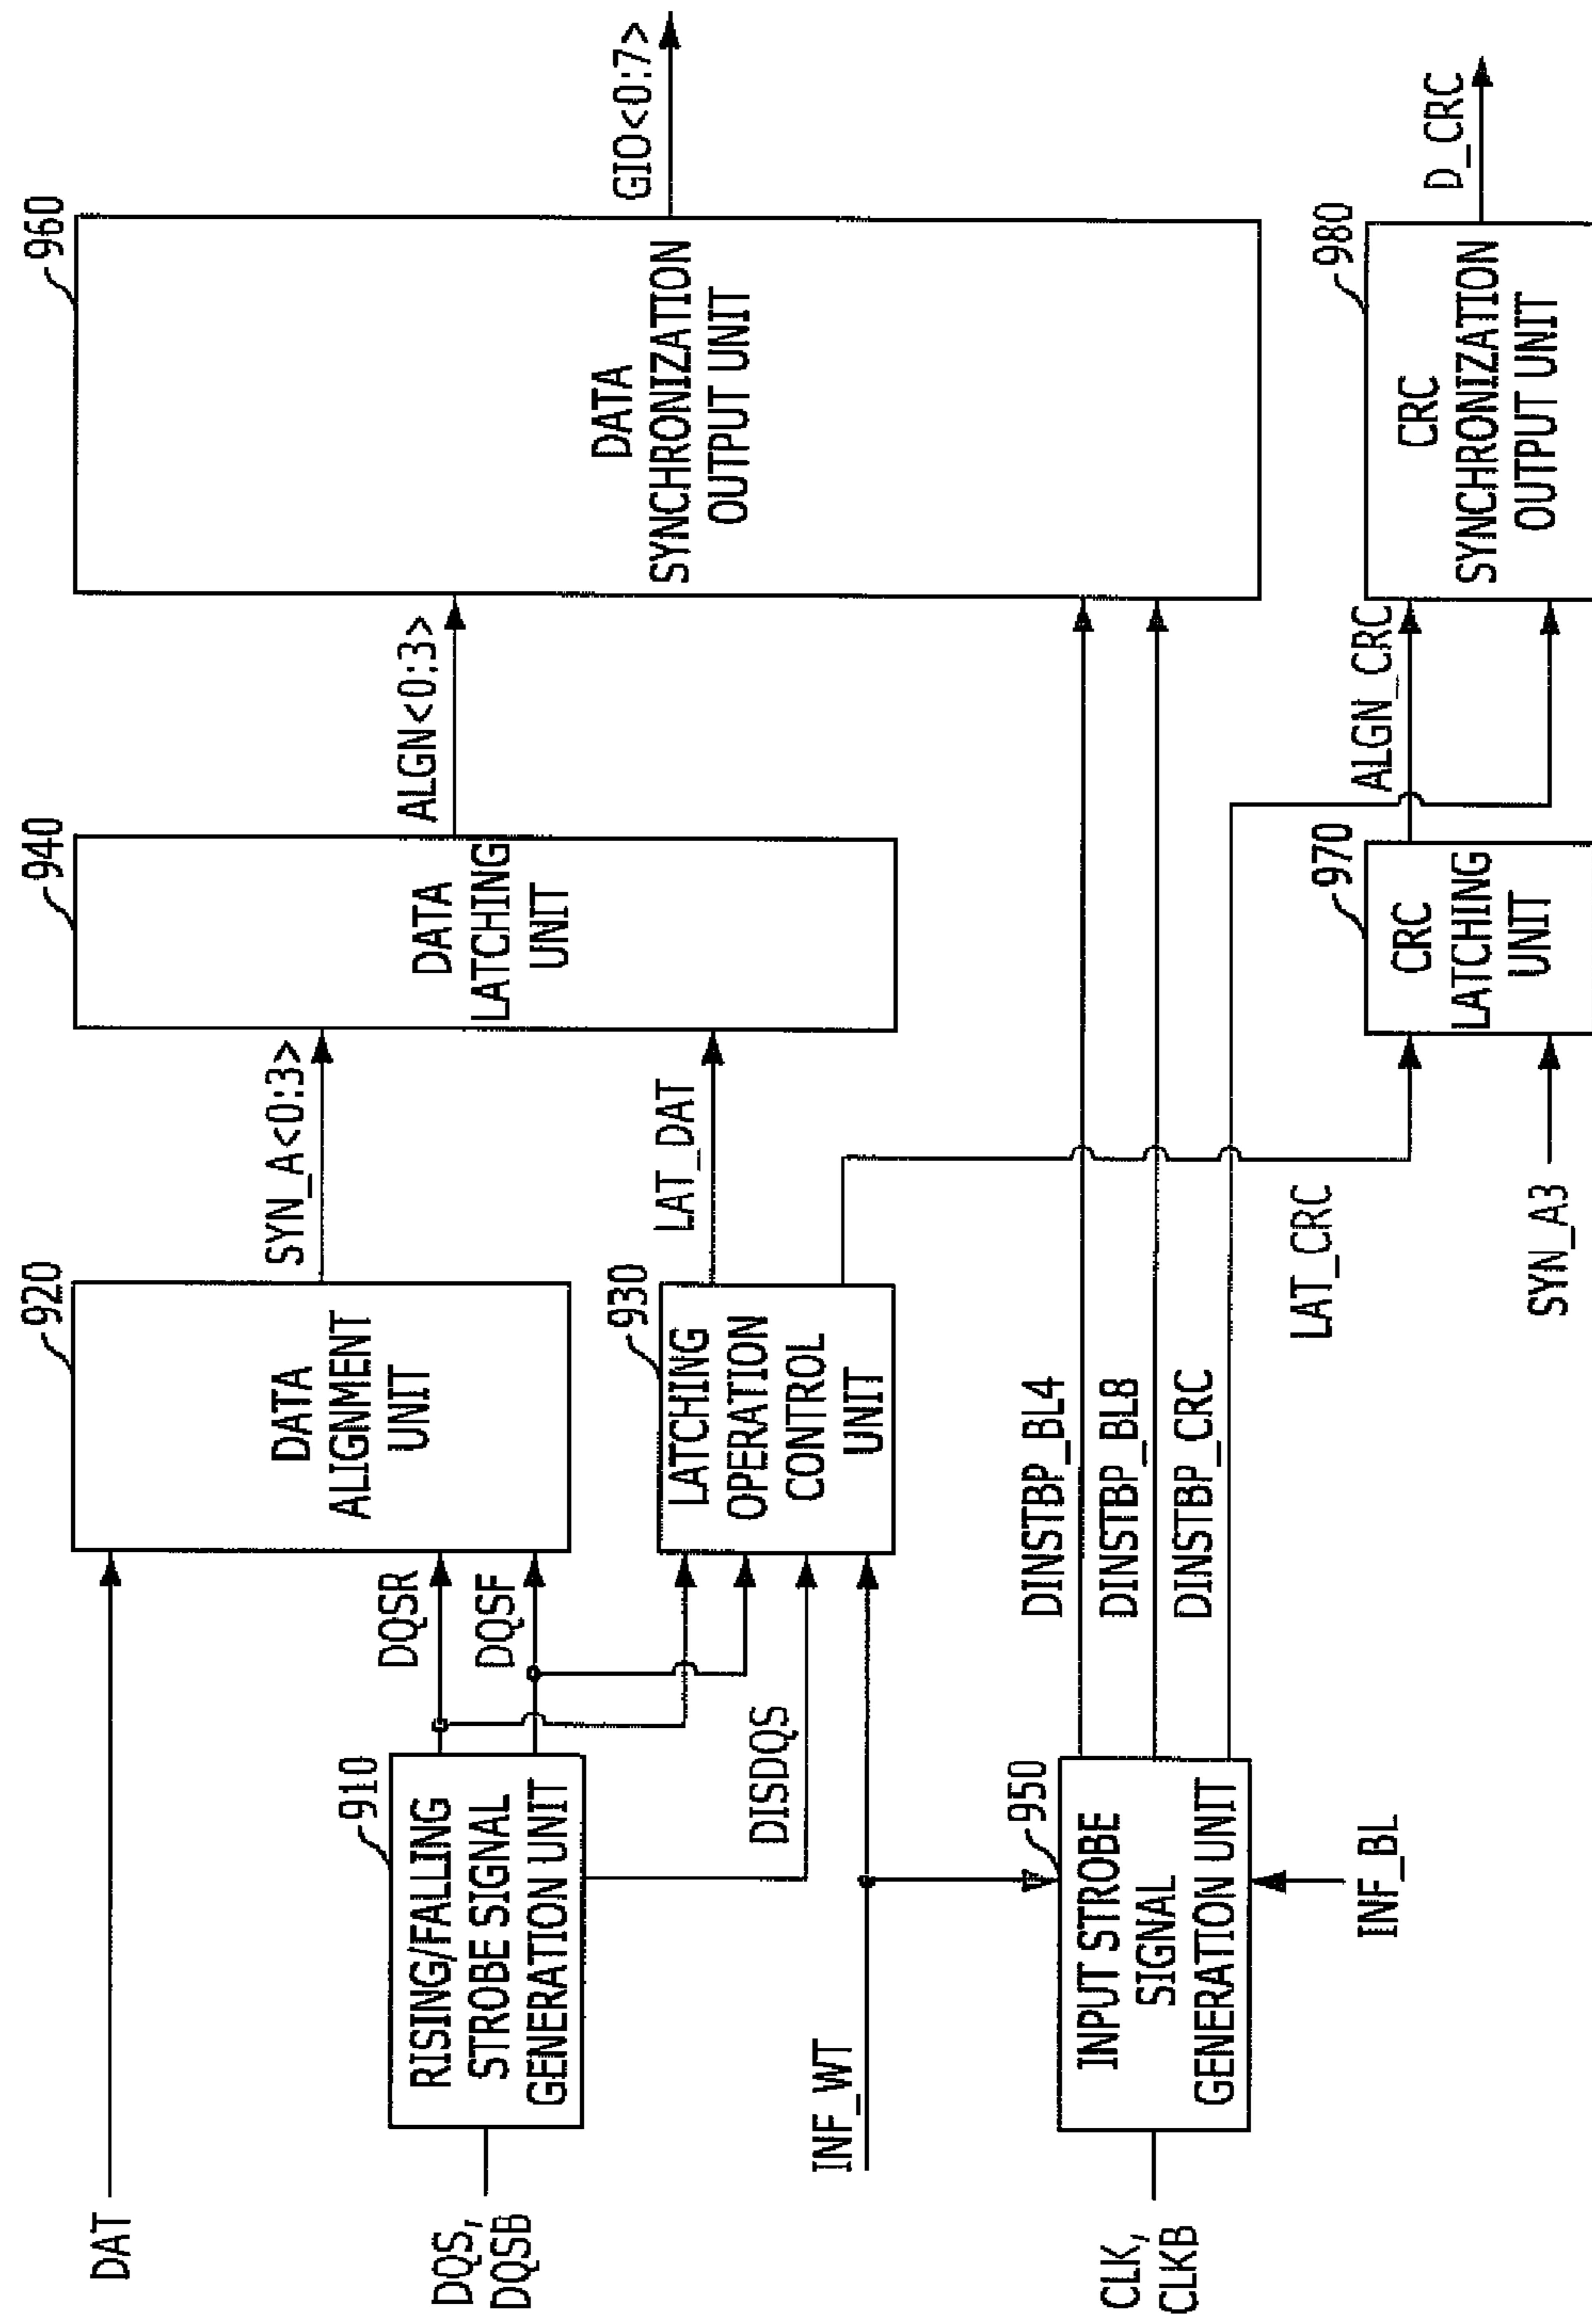 DAT
DQS,
DQSB
910
RISING/FALLING
STROBE SIGNAL
GENERATION UNIT
DQSR
DQSF
DISDQS
920
DATA
ALIGNMENT
UNIT
SYN_A<0:3>
INF_WT
930
LATCHING
OPERATION
CONTROL
UNIT
LAT_DAT
940
DATA
LATCHING
UNIT
ALGN<0:3>
960
DATA
SYNCHRONIZATION
OUTPUT UNIT
GIO<0:7>
CLK,
CLKB
950
INPUT STROBE
SIGNAL
GENERATION UNIT
INF_BL
DINSTBP_BL4
DINSTBP_BL8
DINSTBP_CRC
LAT_CRC
SYN_A3
970
CRC
LATCHING
UNIT
ALGN_CRC
980
CRC
SYNCHRONIZATION
OUTPUT UNIT
D_CRC